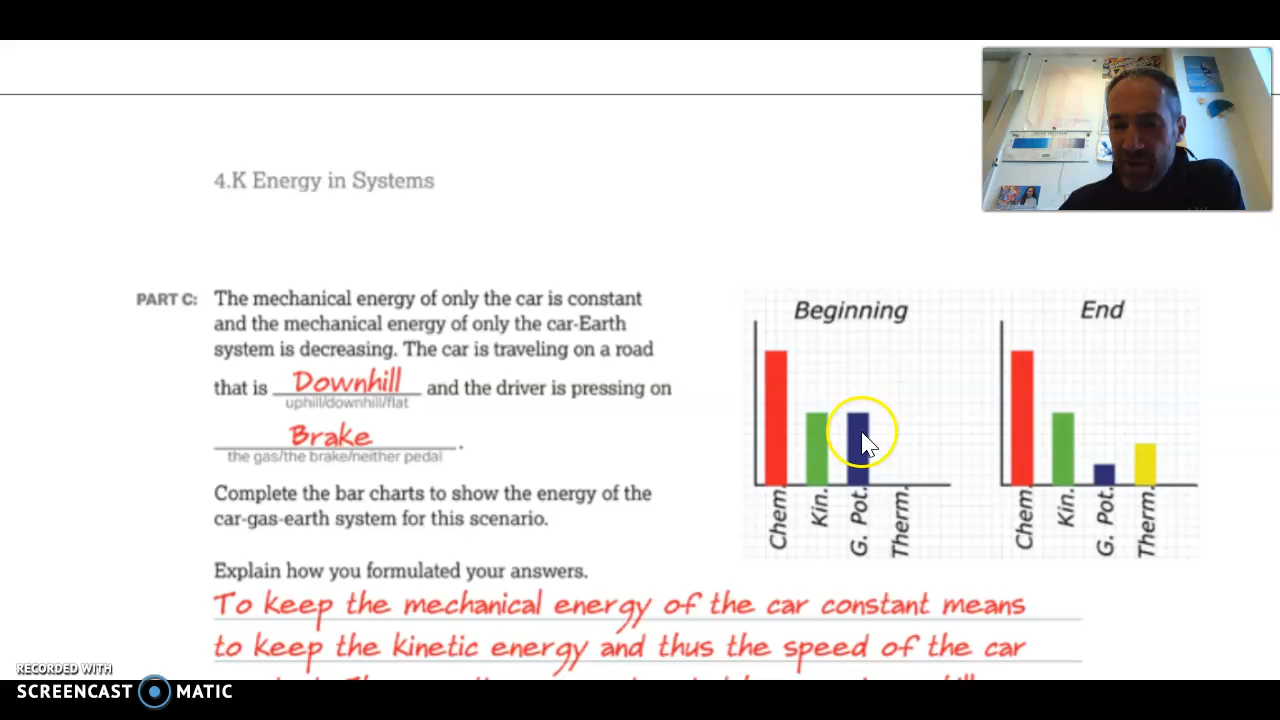 4.K Energy in Systems
PART C: The mechanical energy of only the car is constant
and the mechanical energy of only the car-Earth
system is decreasing. The car is traveling on a road
that is Downhill and the driver is pressing on
uphill/downhill/flat
Brake .
the gas/the brake/neither pedal
Complete the bar charts to show the energy of the
car-gas-earth system for this scenario.
Explain how you formulated your answers.
To keep the mechanical energy of the car constant means
to keep the kinetic energy and thus the speed of the car
Beginning
Chem.
Kin.
G. Pot.
Therm.
End
Chem.
Kin.
G. Pot.
Therm.
RECORDED WITH
SCREENCAST MATIC